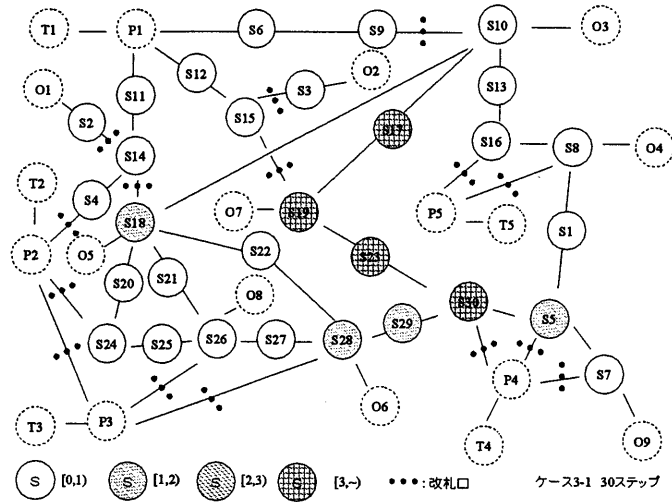 T1 P1 S6 S9 S10 O3
S12 O2
O1 S11 S3 S13
S2 S15
S17
S14 S16 S8 O4
T2 S4
O7 S19 P5 T5
P2 O5 S18 S1
S22
S23
S20 S21
O8
S30
S29 S5
S24 S25 S26 S27 S28
P4 S7
O6
T3 P3
T4 O9
S [0,1) S [1,2) S [2,3) S [3,~) :改札口 ケース3-1 30ステップ